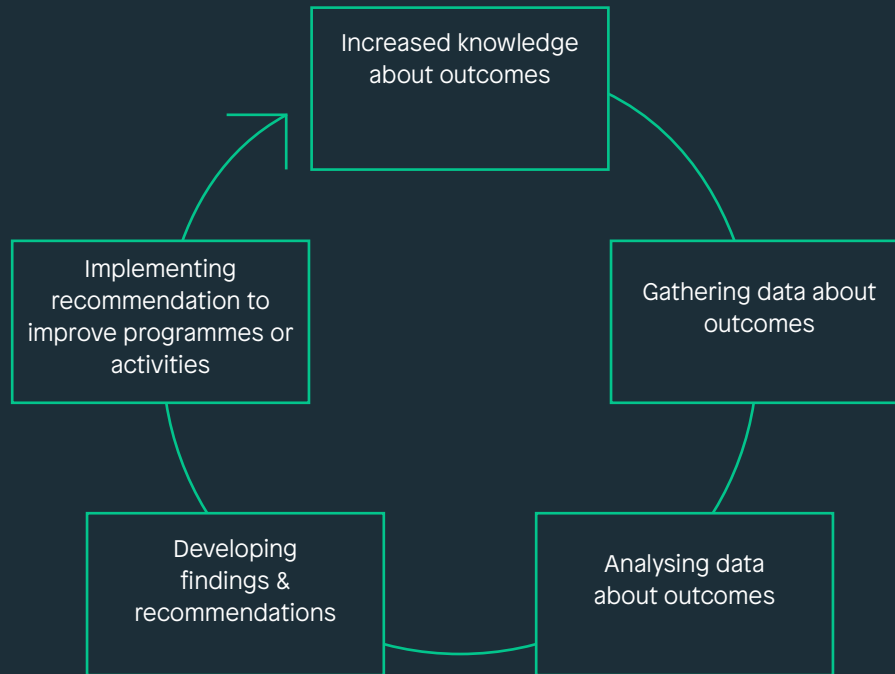 Increased knowledge
about outcomes
Gathering data about
outcomes
Analysing data
about outcomes
Developing
findings &
recommendations
Implementing
recommendation to
improve programmes or
activities